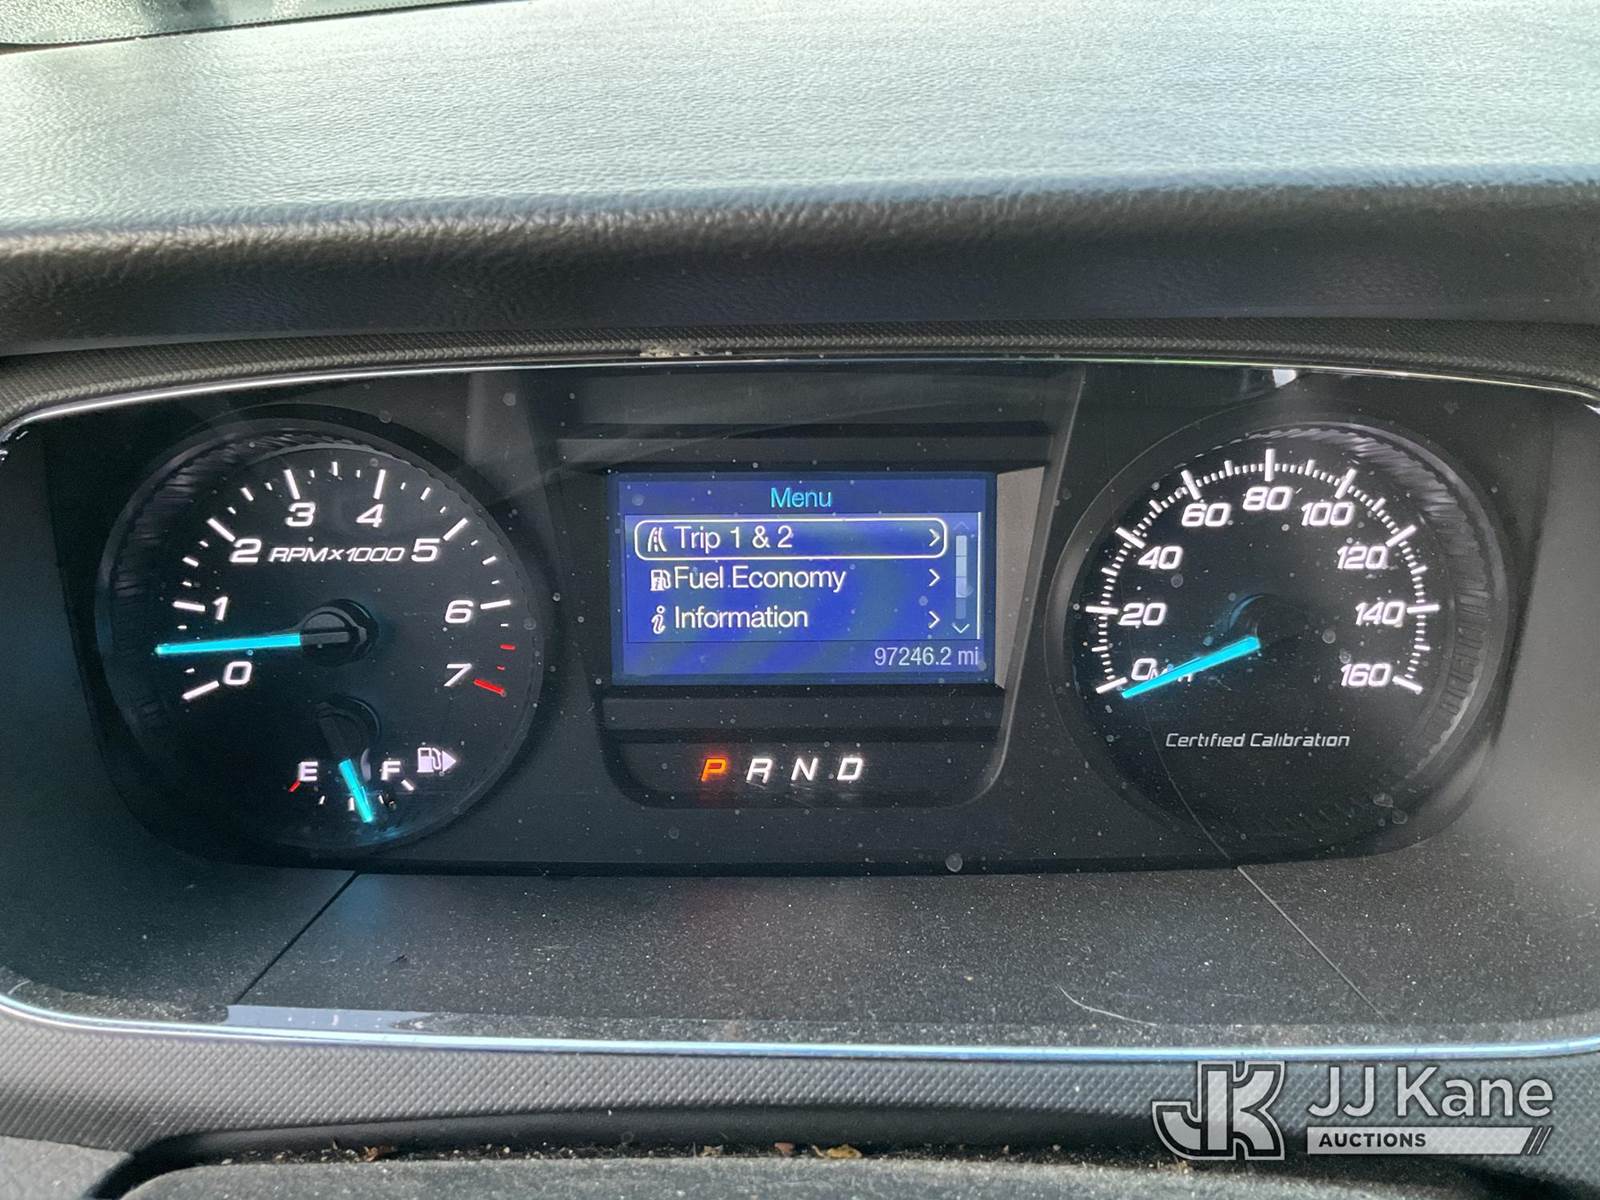 Menu
Trip 1 & 2
Fuel Economy
Information
97246.2 mi
P R N D
0 1 2 3 4 5 6 7
RPMx1000
E F
0 20 40 60 80 100 120 140 160
Certified Calibration
JK JJ Kane
AUCTIONS